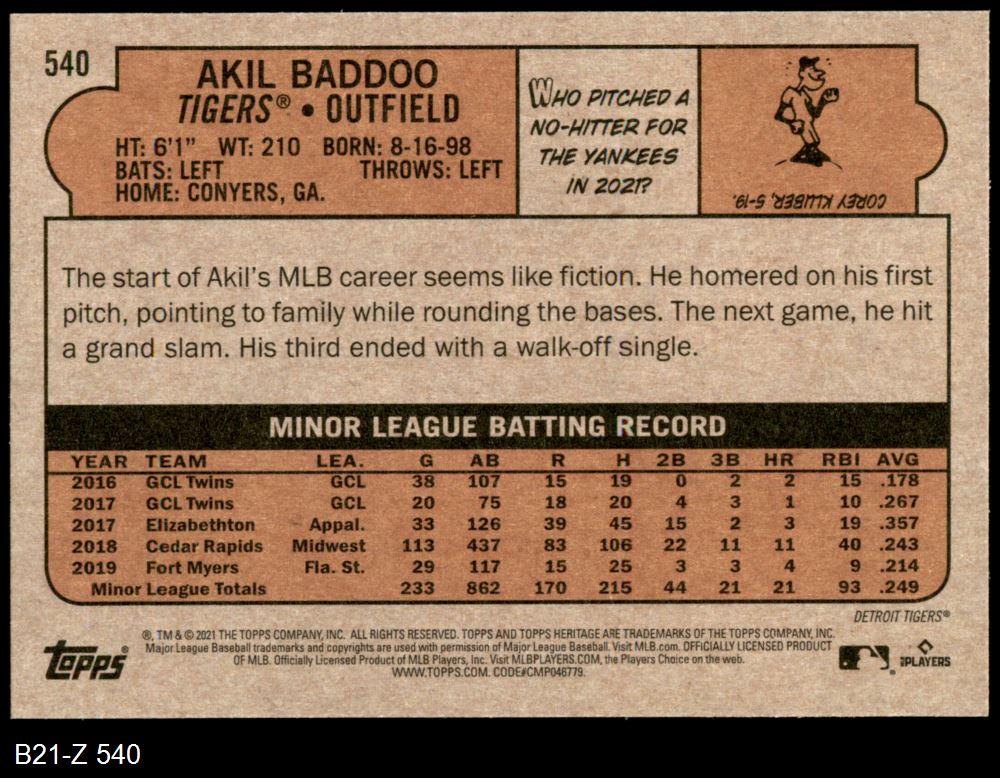 540
AKIL BADDOO
TIGERS® • OUTFIELD
HT: 6'1" WT: 210 BORN: 8-16-98
BATS: LEFT THROWS: LEFT
HOME: CONYERS, GA.
WHO PITCHED A
NO-HITTER FOR
THE YANKEES
IN 2021?
COREY KLUBER, 5-19.
The start of Akil's MLB career seems like fiction. He homered on his first
pitch, pointing to family while rounding the bases. The next game, he hit
a grand slam. His third ended with a walk-off single.
MINOR LEAGUE BATTING RECORD
YEAR TEAM LEA. G AB R H 2B 3B HR RBI AVG
2016 GCL Twins GCL 38 107 15 19 0 2 2 15 .178
2017 GCL Twins GCL 20 75 18 20 4 3 1 10 .267
2017 Elizabethton Appal. 33 126 39 45 15 2 3 19 .357
2018 Cedar Rapids Midwest 113 437 83 106 22 11 11 40 .243
2019 Fort Myers Fla. St. 29 117 15 25 3 3 4 9 .214
Minor League Totals 233 862 170 215 44 21 21 93 .249
DETROIT TIGERS®
®, TM & © 2021 THE TOPPS COMPANY, INC. ALL RIGHTS RESERVED. TOPPS AND TOPPS HERITAGE ARE TRADEMARKS OF THE TOPPS COMPANY, INC.
Major League Baseball trademarks and copyrights are used with permission of Major League Baseball. Visit MLB.com. OFFICIALLY LICENSED PRODUCT
OF MLB. Officially Licensed Product of MLB Players, Inc. Visit MLBPLAYERS.COM, the Players Choice on the web.
WWW.TOPPS.COM. CODE#CMP046779.
Topps®
MLB PLAYERS
B21-Z 540